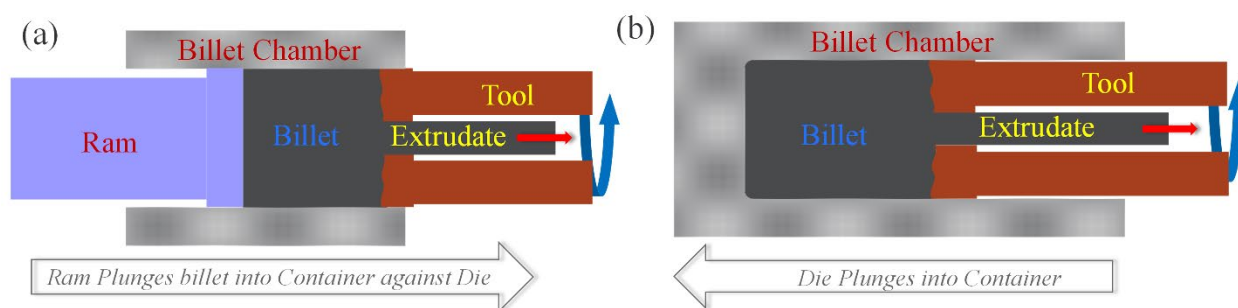 (a)
Billet Chamber
Tool
Ram
Billet
Extrudate
Ram Plunges billet into Container against Die
(b)
Billet Chamber
Tool
Billet
Extrudate
Die Plunges into Container